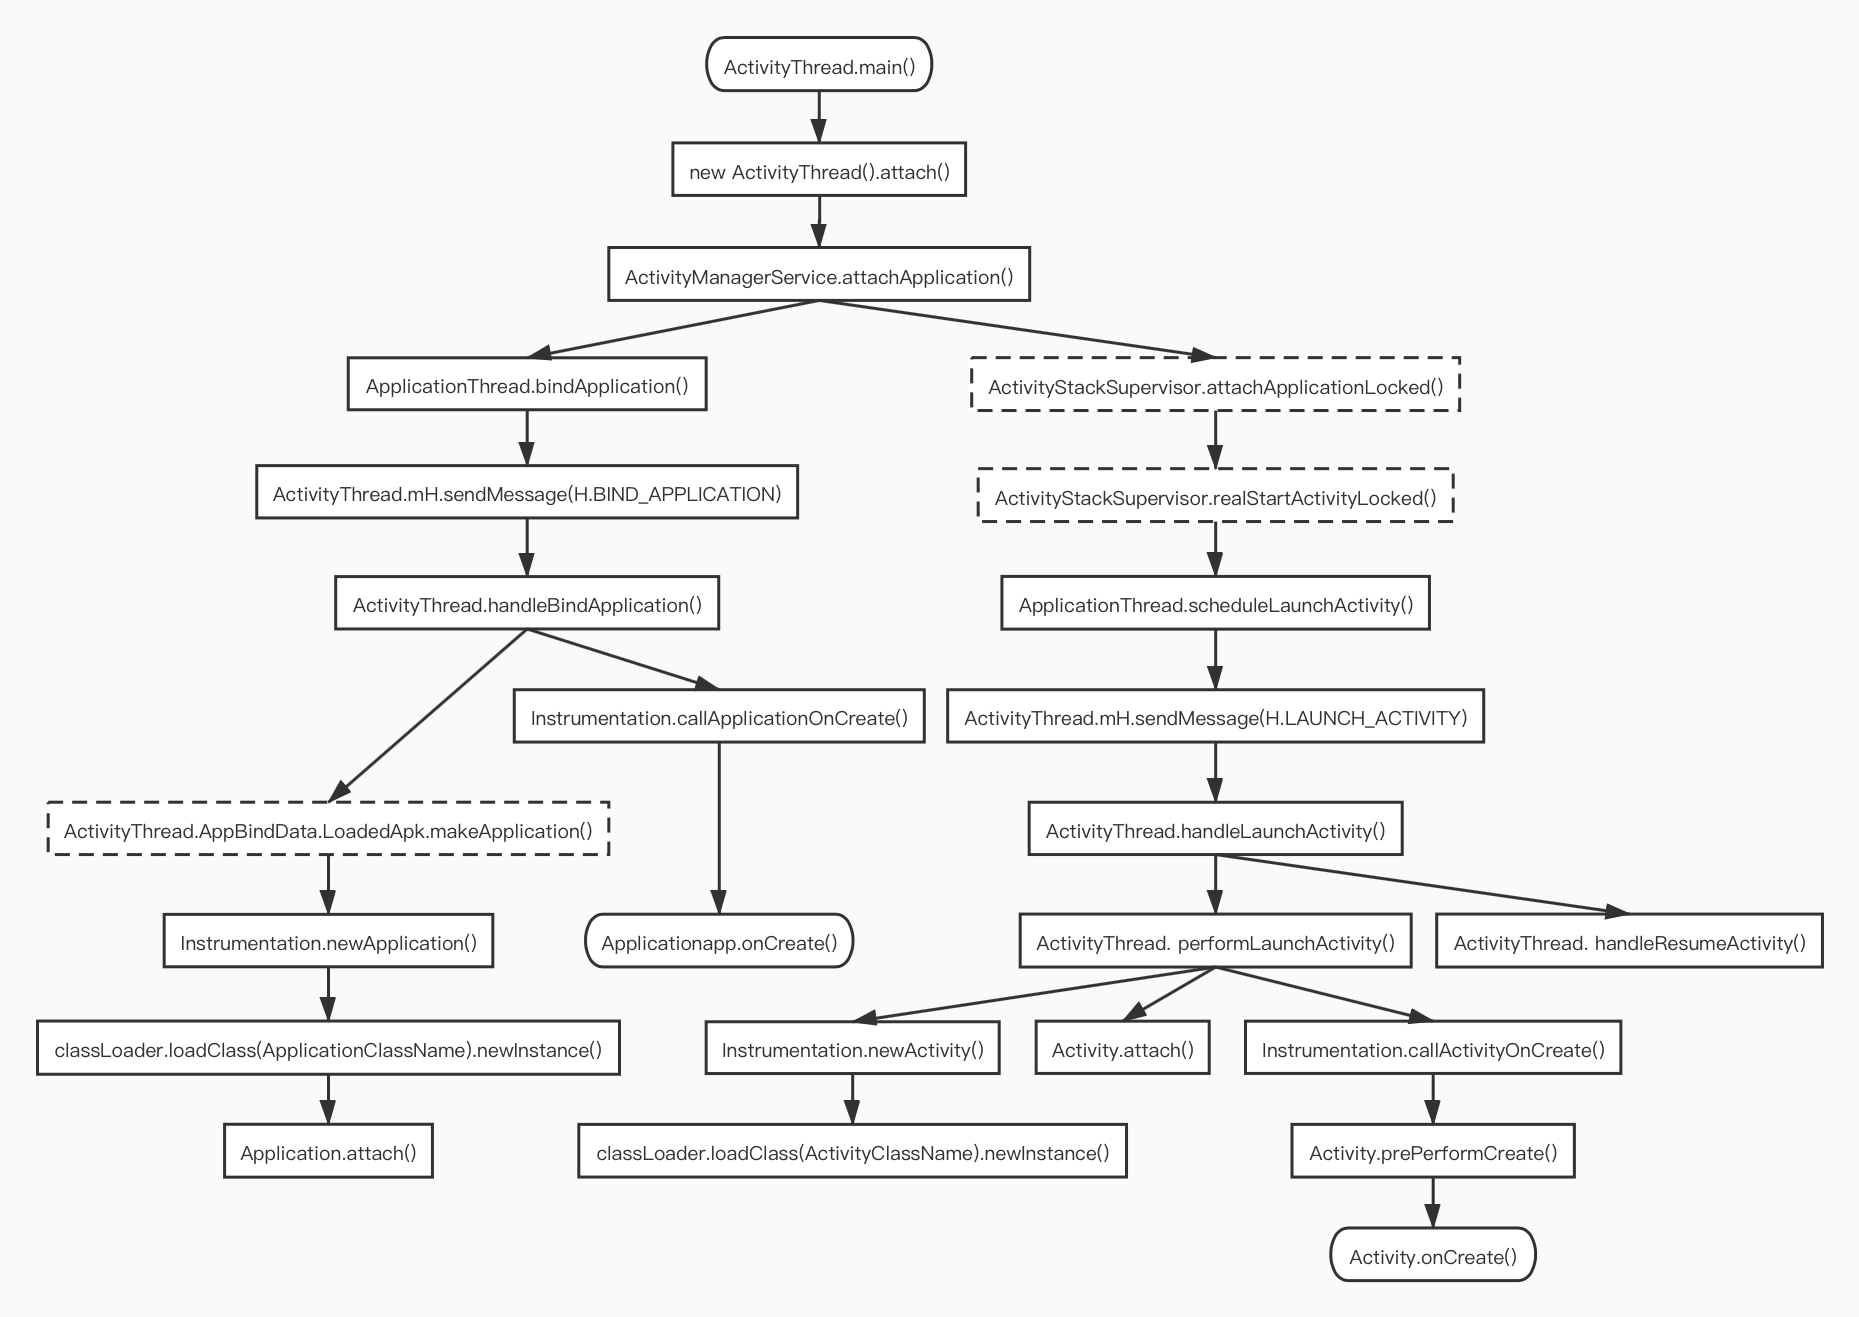 ActivityThread.main()
new ActivityThread().attach()
ActivityManagerService.attachApplication()
ApplicationThread.bindApplication()
ActivityStackSupervisor.attachApplicationLocked()
ActivityThread.mH.sendMessage(H.BIND_APPLICATION)
ActivityStackSupervisor.realStartActivityLocked()
ActivityThread.handleBindApplication()
ApplicationThread.scheduleLaunchActivity()
Instrumentation.callApplicationOnCreate()
ActivityThread.mH.sendMessage(H.LAUNCH_ACTIVITY)
ActivityThread.AppBindData.LoadedApk.makeApplication()
ActivityThread.handleLaunchActivity()
Instrumentation.newApplication()
Applicationapp.onCreate()
ActivityThread. performLaunchActivity()
ActivityThread. handleResumeActivity()
classLoader.loadClass(ApplicationClassName).newInstance()
Instrumentation.newActivity()
Activity.attach()
Instrumentation.callActivityOnCreate()
Application.attach()
classLoader.loadClass(ActivityClassName).newInstance()
Activity.prePerformCreate()
Activity.onCreate()